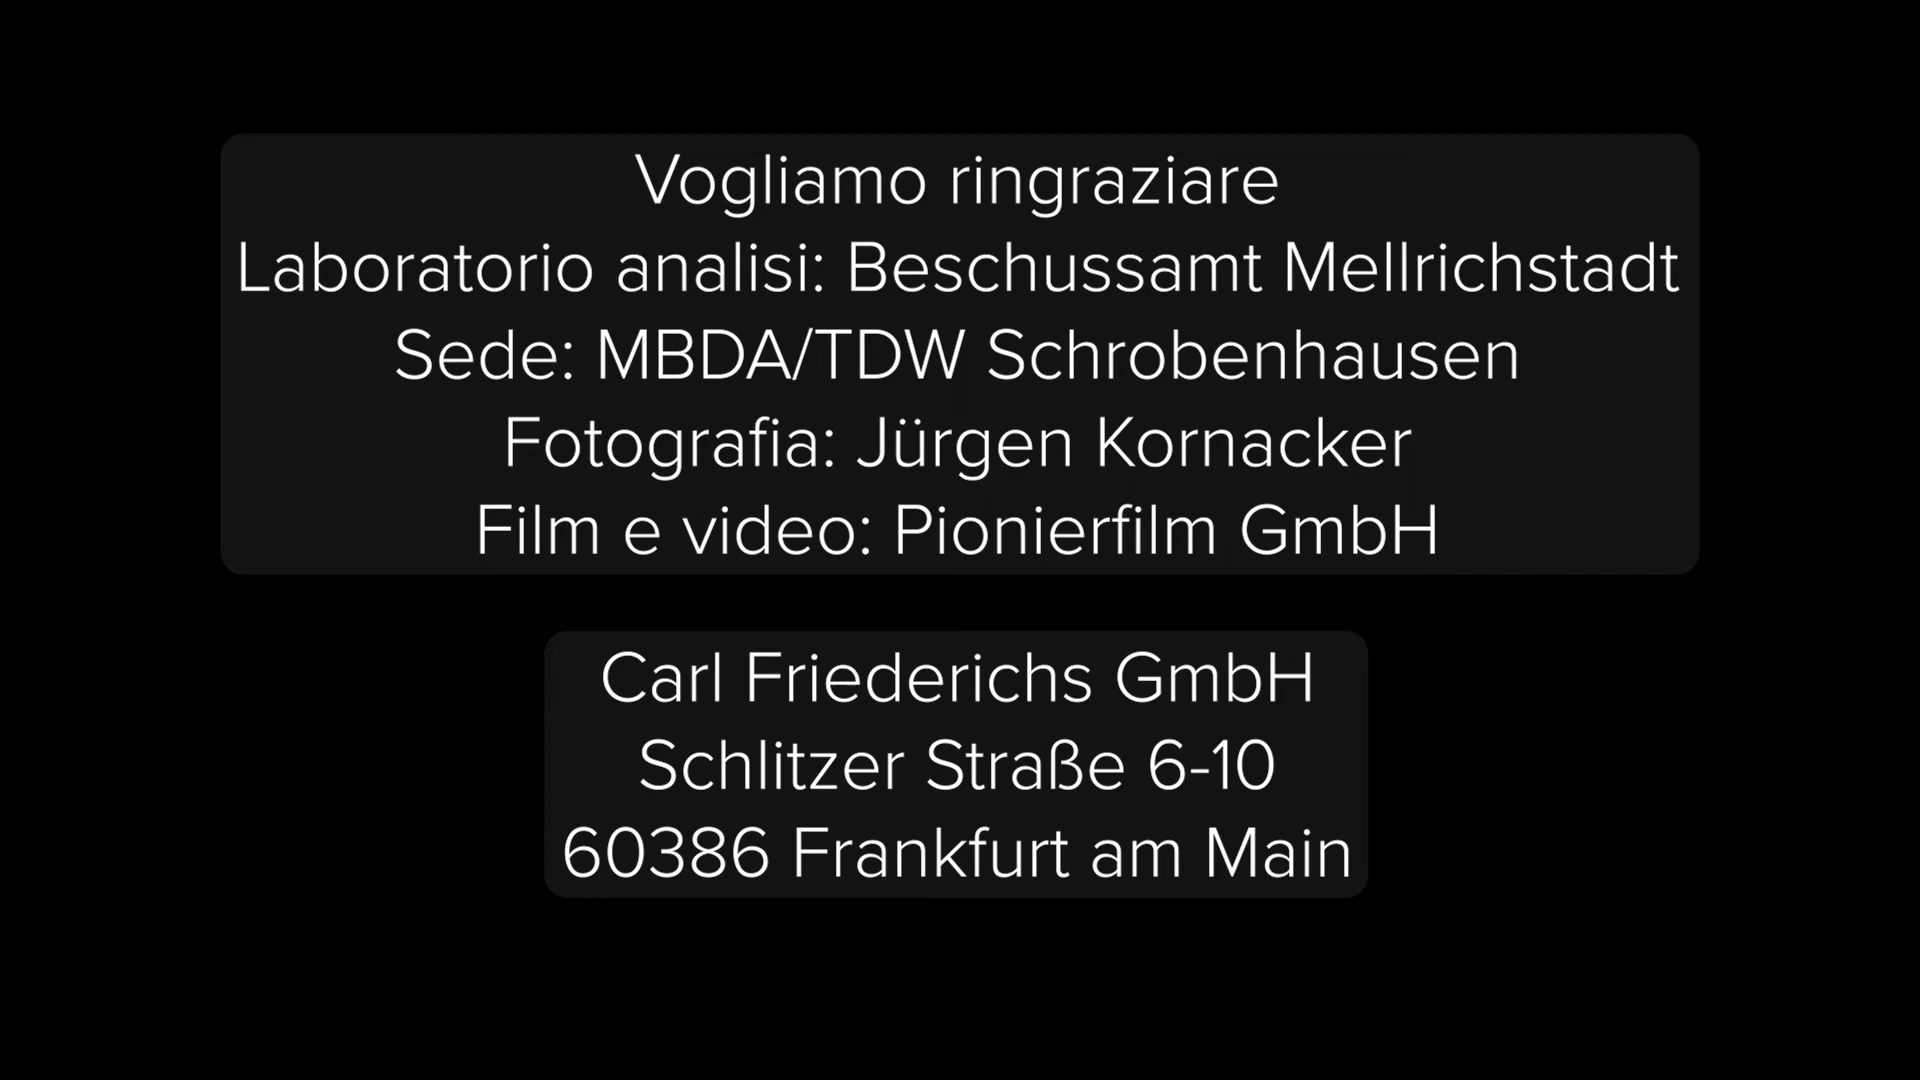 Vogliamo ringraziare
Laboratorio analisi: Beschussamt Mellrichstadt
Sede: MBDA/TDW Schrobenhausen
Fotografia: Jürgen Kornacker
Film e video: Pionierfilm GmbH
Carl Friederichs GmbH
Schlitzer Straße 6-10
60386 Frankfurt am Main